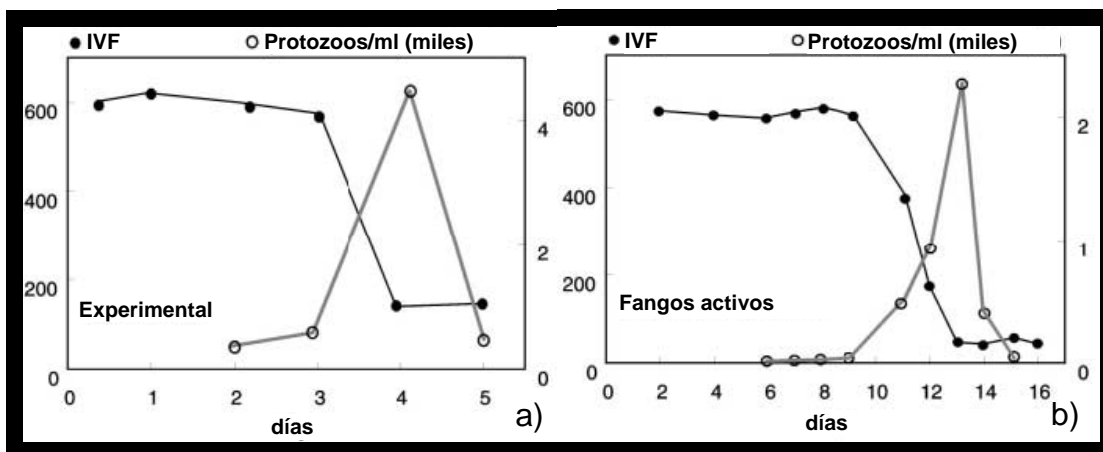 IVF Protozoos/ml (miles)
600
400
200
0
4
2
0
Experimental
0 1 2 3 4 5
días
a)
IVF Protozoos/ml (miles)
600
400
200
0
2
1
0
Fangos activos
0 2 4 6 8 10 12 14 16
días
b)